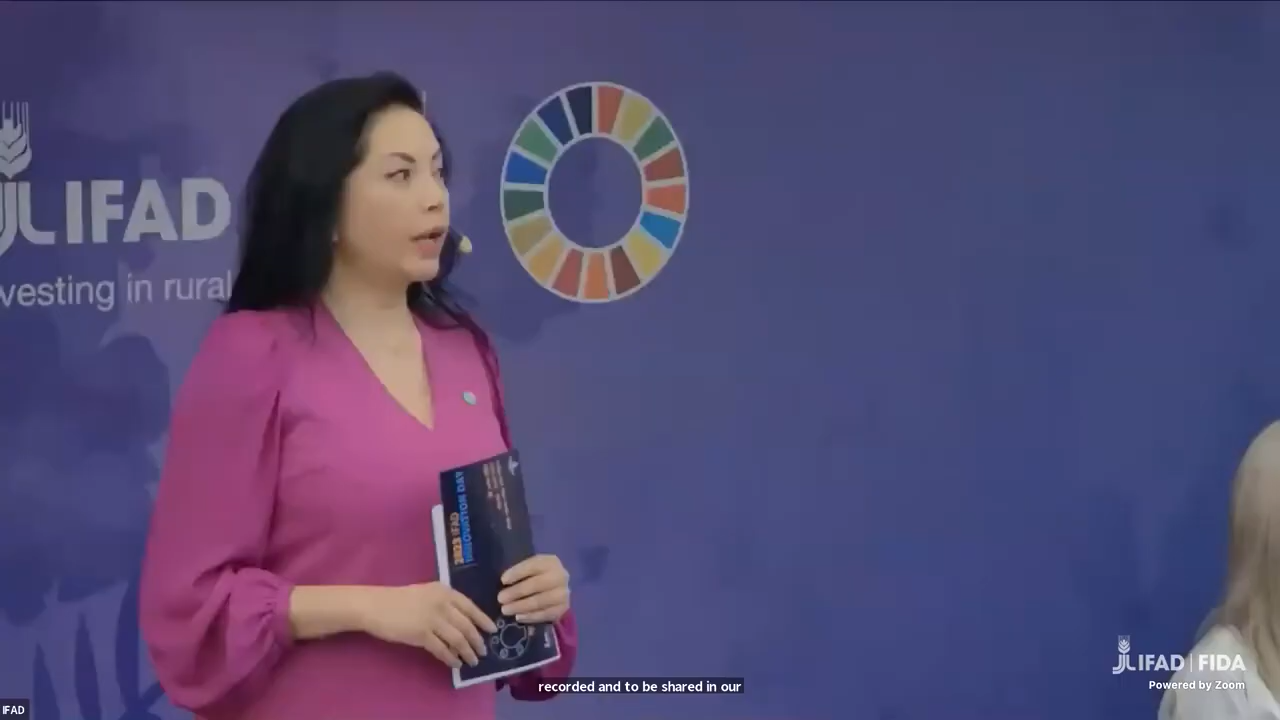 IFAD
vesting in rural
2023 IFAD
INNOVATION DAY
recorded and to be shared in our
IFAD | FIDA
Powered by Zoom
IFAD